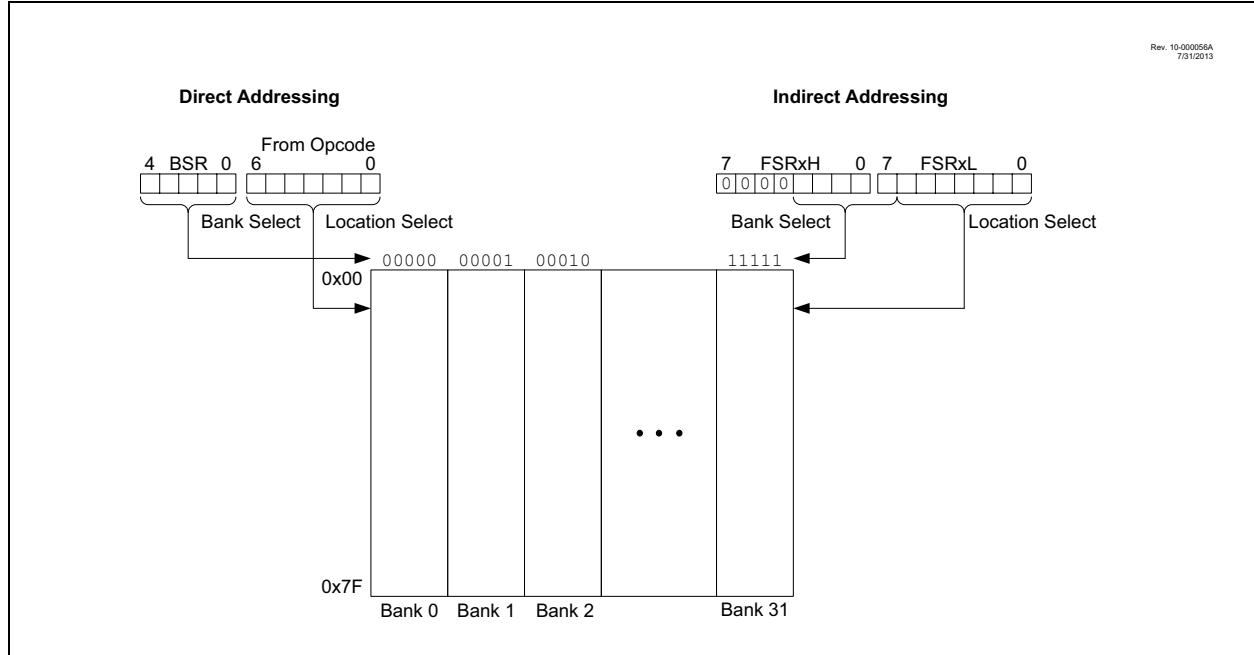 Rev. 10-000056A
7/31/2013
Direct Addressing
Indirect Addressing
From Opcode
4 BSR 0 6 0
7 FSRxH 0 7 FSRxL 0
0 0 0 0
Bank Select Location Select
Bank Select Location Select
00000 00001 00010 11111
0x00
0x7F
Bank 0 Bank 1 Bank 2 Bank 31